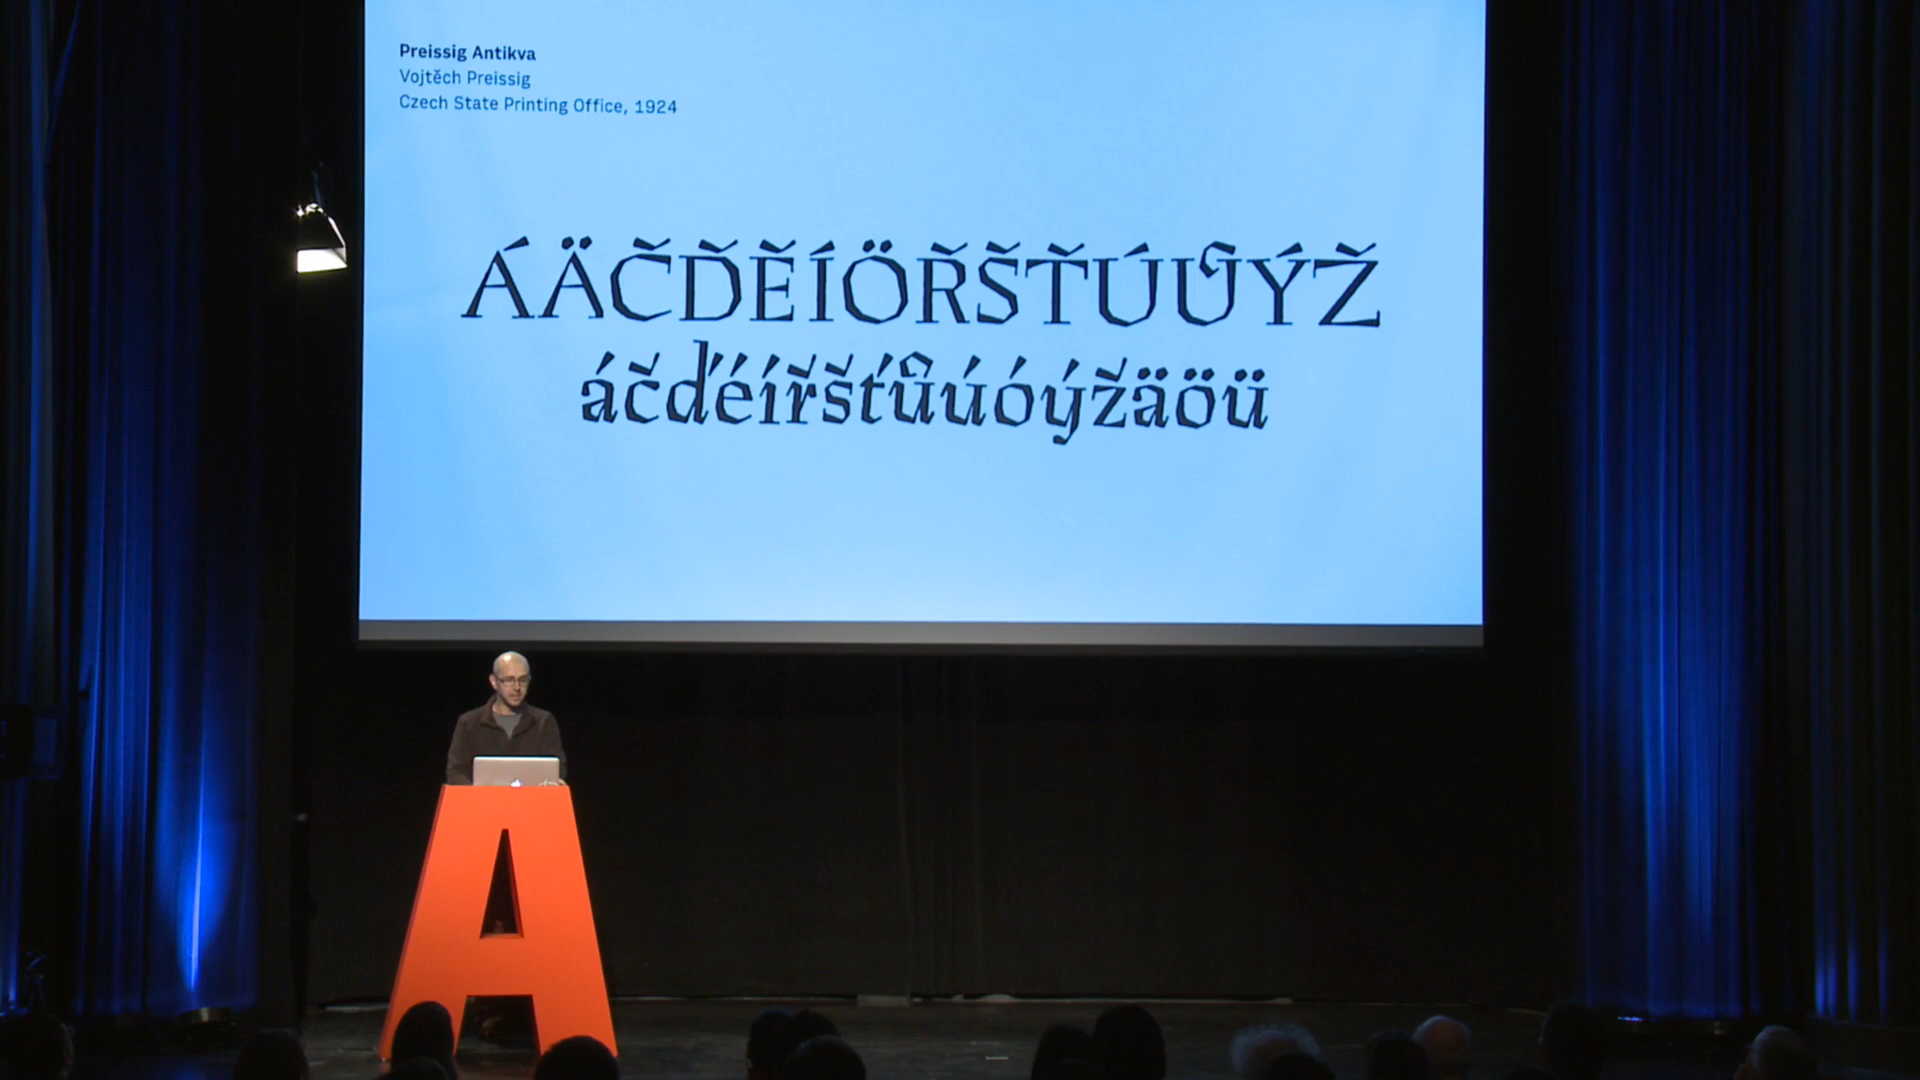 Preissig Antikva
Vojtěch Preissig
Czech State Printing Office, 1924
ÁÄČĎĚÍÖŘŠŤÚŮÝŽ
áčďéířšťůúóýžäöü
A